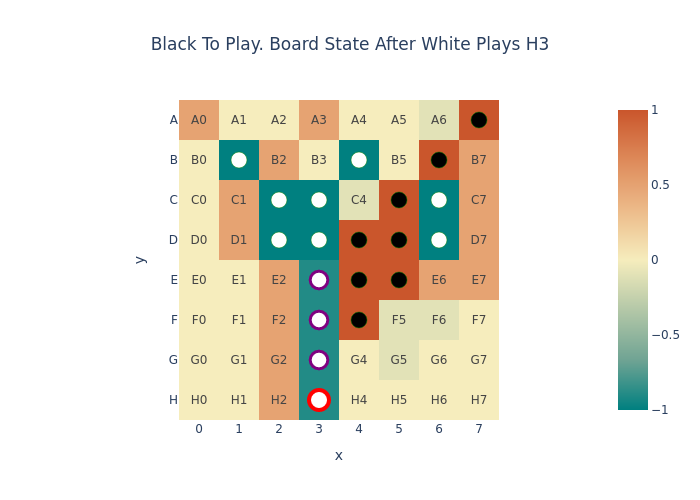 Black To Play. Board State After White Plays H3
A A0 A1 A2 A3 A4 A5 A6
B B0 B2 B3 B5 B7
C C0 C1 C4 C7
D D0 D1 D7
E E0 E1 E2 E6 E7
F F0 F1 F2 F5 F6 F7
G G0 G1 G2 G4 G5 G6 G7
H H0 H1 H2 H4 H5 H6 H7
0 1 2 3 4 5 6 7
x
y
1
0.5
0
−0.5
−1